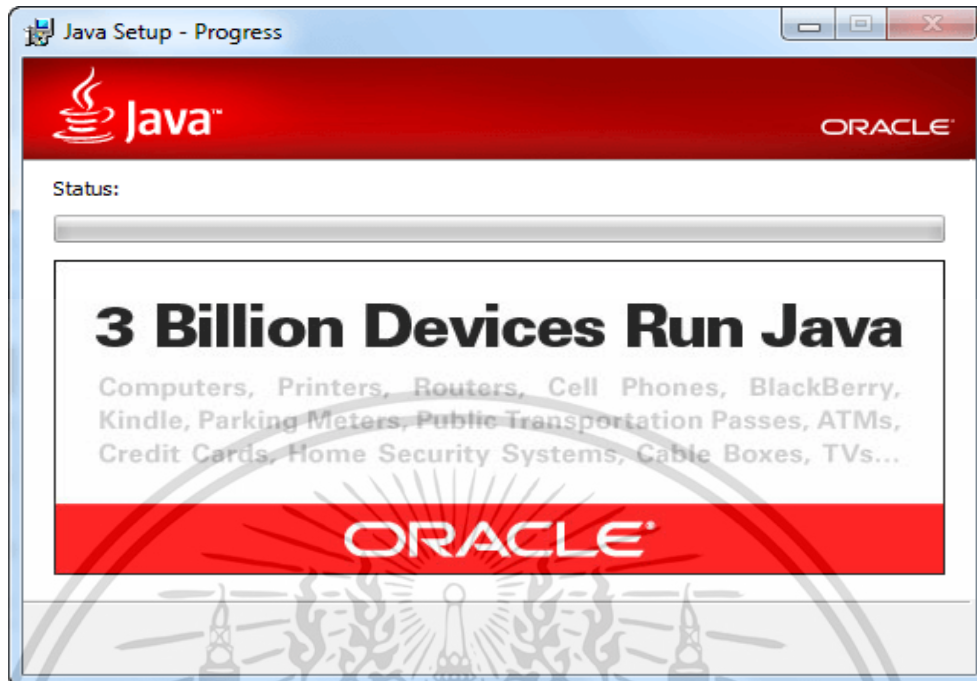 Java Setup - Progress
Java™
ORACLE
Status:
3 Billion Devices Run Java
Computers, Printers, Routers, Cell Phones, BlackBerry,
Kindle, Parking Meters, Public Transportation Passes, ATMs,
Credit Cards, Home Security Systems, Cable Boxes, TVs...
ORACLE